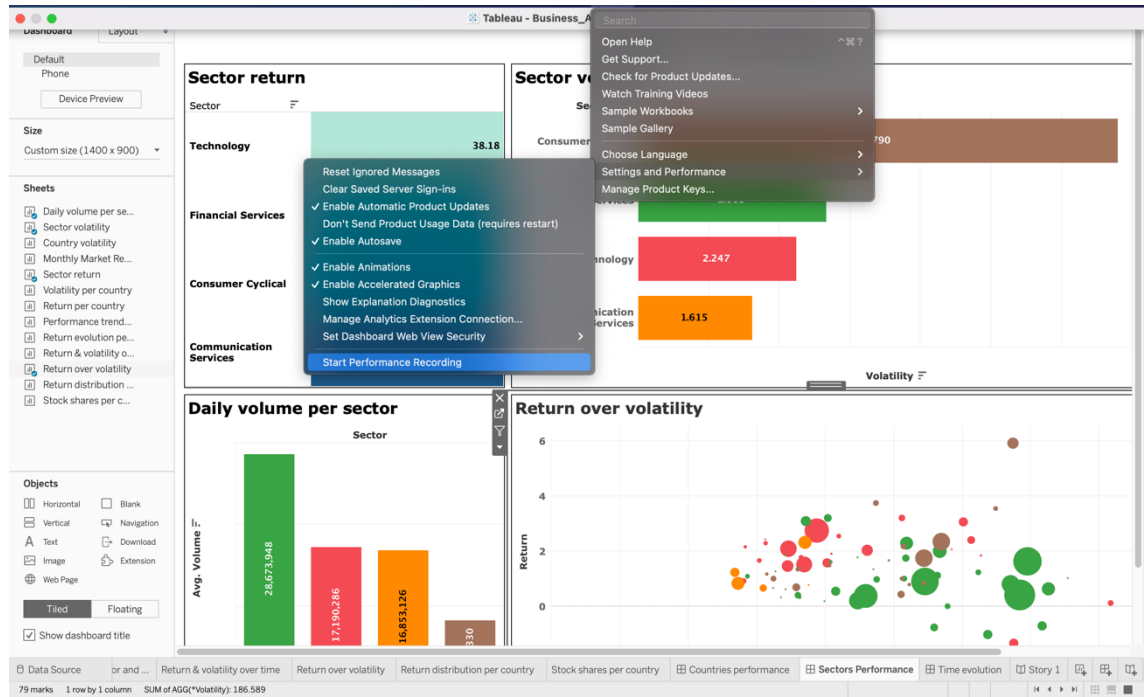 Tableau - Business_A
Dashboard
Layout
Default
Phone
Device Preview
Size
Custom size (1400 x 900)
Sheets
Daily volume per se...
Sector volatility
Country volatility
Monthly Market Re...
Sector return
Volatility per country
Return per country
Performance trend...
Return evolution pe...
Return & volatility o...
Return over volatility
Return distribution ...
Stock shares per c...
Objects
Horizontal
Blank
Vertical
Navigation
Text
Download
Image
Extension
Web Page
Tiled
Floating
Show dashboard title
Sector return
Sector
Technology
38.18
Financial Services
Consumer Cyclical
Communication
Services
Reset Ignored Messages
Clear Saved Server Sign-ins
Enable Automatic Product Updates
Don't Send Product Usage Data (requires restart)
Enable Autosave
Enable Animations
Enable Accelerated Graphics
Show Explanation Diagnostics
Manage Analytics Extension Connection...
Set Dashboard Web View Security
Start Performance Recording
Search
Open Help ^⌘?
Get Support...
Check for Product Updates...
Watch Training Videos
Sample Workbooks
Sample Gallery
Choose Language
Settings and Performance
Manage Product Keys...
Sector vo
Se
Consumer
790
Services
nnology
2.247
nication
Services
1.615
Volatility
Daily volume per sector
Sector
Avg. Volume
28,673,948
17,190,286
16,853,126
330
Return over volatility
Return
6
4
2
0
Data Source
or and ...
Return & volatility over time
Return over volatility
Return distribution per country
Stock shares per country
Countries performance
Sectors Performance
Time evolution
Story 1
79 marks
1 row by 1 column
SUM of AGG(*Volatility): 186.589